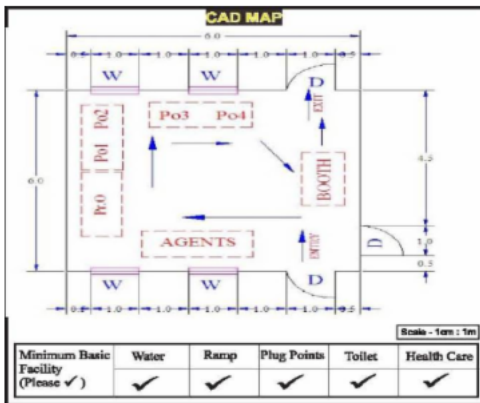 CAD MAP
6.0
0.5 1.0 1.0 1.0 1.0 1.0 0.5
W W D
EXIT
Po1 Po2
Po3 Po4
Pr.O
BOOTH
6.0
4.5
AGENTS
ENTRY
D
1.0
0.5
W W D
0.5 1.0 1.0 1.0 1.0 1.0 0.5
Scale - 1cm : 1m
Minimum Basic Facility (Please ✓) Water Ramp Plug Points Toilet Health Care
✓ ✓ ✓ ✓ ✓